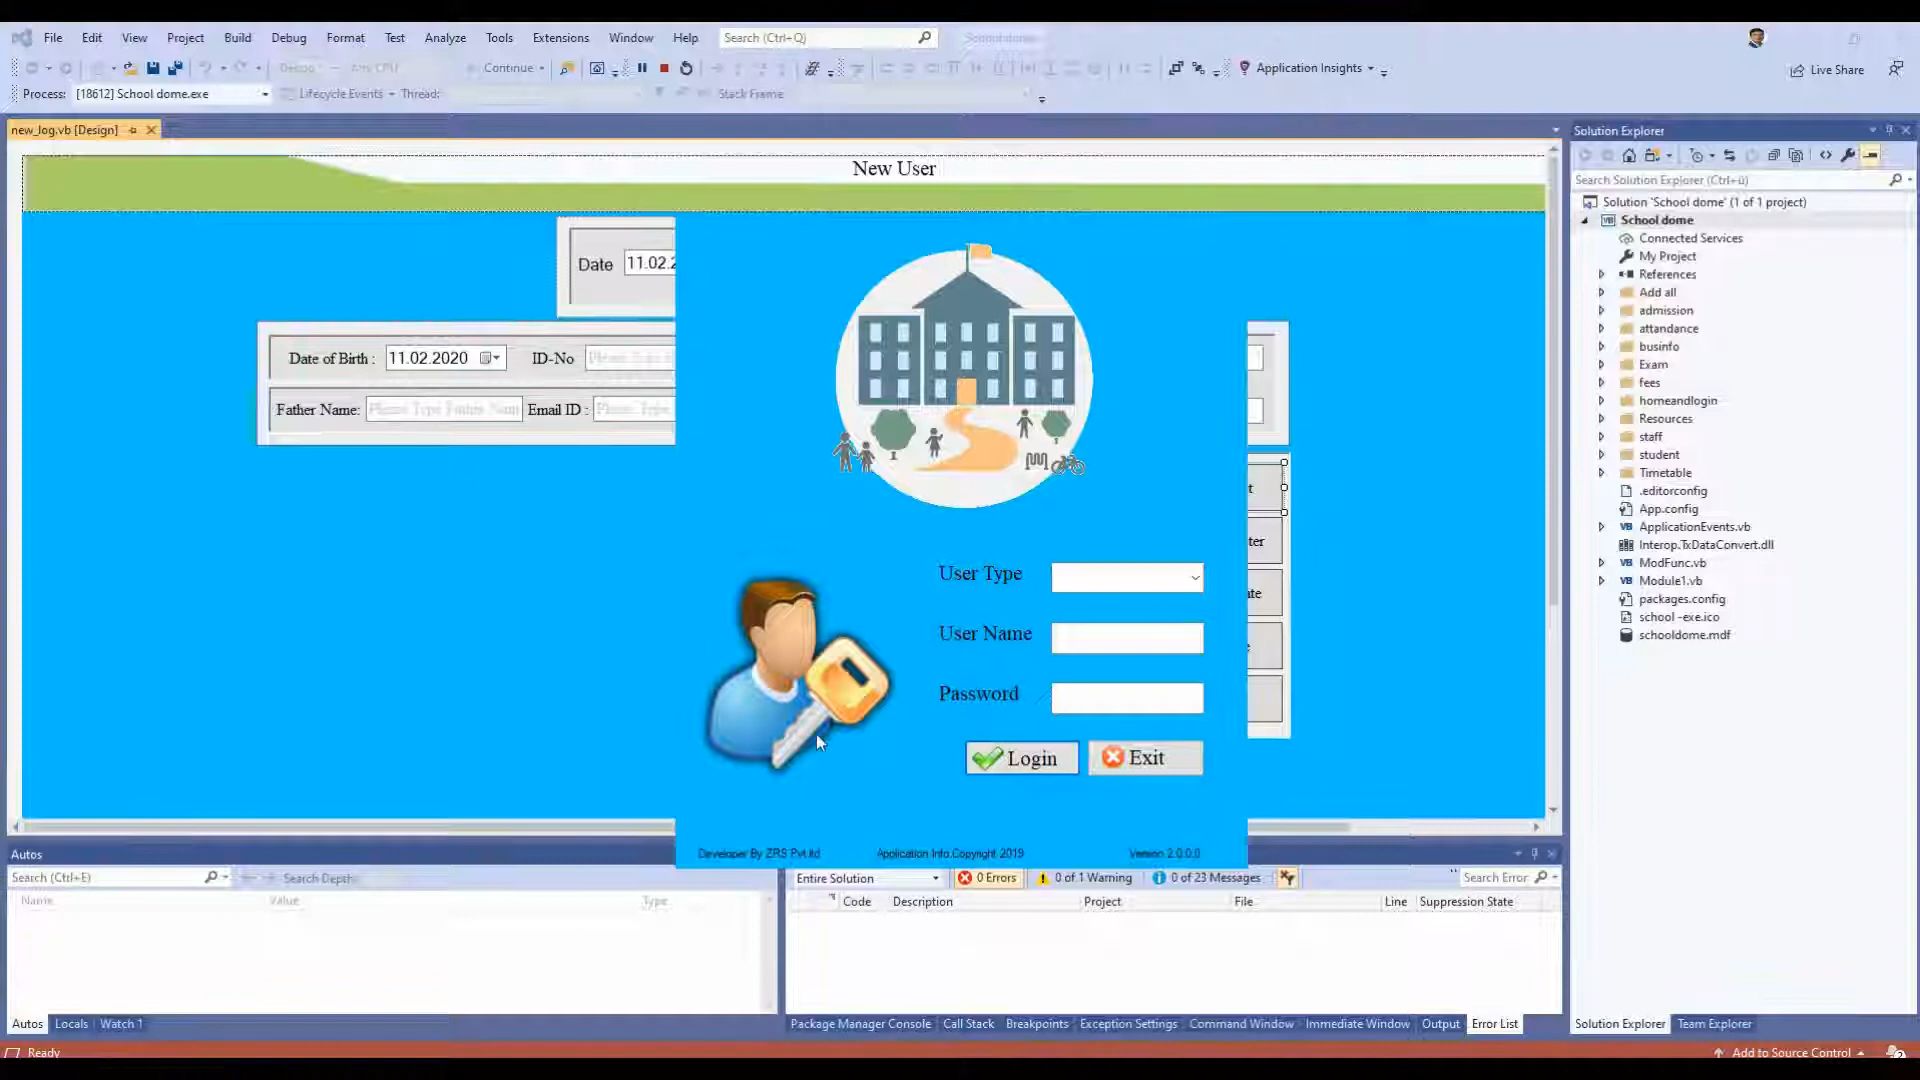 File Edit View Project Build Debug Format Test Analyze Tools Extensions Window Help Search (Ctrl+Q)
Continue Application Insights Live Share
Process: [18612] School dome.exe Lifecycle Events Thread: Stack Frame
new_log.vb [Design]
New User
Date 11.02.2
Date of Birth : 11.02.2020 ID-No
Father Name: Please Type Father Nam Email ID : Please Type
t
ter
ate
e
User Type
User Name
Password
Login Exit
Developer By ZRS Pvt.ltd Application Info.Copyright 2019 Version 2.0.0.0
Solution Explorer
Search Solution Explorer (Ctrl+ü)
Solution 'School dome' (1 of 1 project)
School dome
Connected Services
My Project
References
Add all
admission
attandance
businfo
Exam
fees
homeandlogin
Resources
staff
student
Timetable
.editorconfig
App.config
ApplicationEvents.vb
Interop.TxDataConvert.dll
ModFunc.vb
Module1.vb
packages.config
school -exe.ico
schooldome.mdf
Autos
Search (Ctrl+E) Search Depth:
Name Value Type
Entire Solution 0 Errors 0 of 1 Warning 0 of 23 Messages Search Error
Code Description Project File Line Suppression State
Autos Locals Watch 1
Package Manager Console Call Stack Breakpoints Exception Settings Command Window Immediate Window Output Error List
Solution Explorer Team Explorer
Ready Add to Source Control